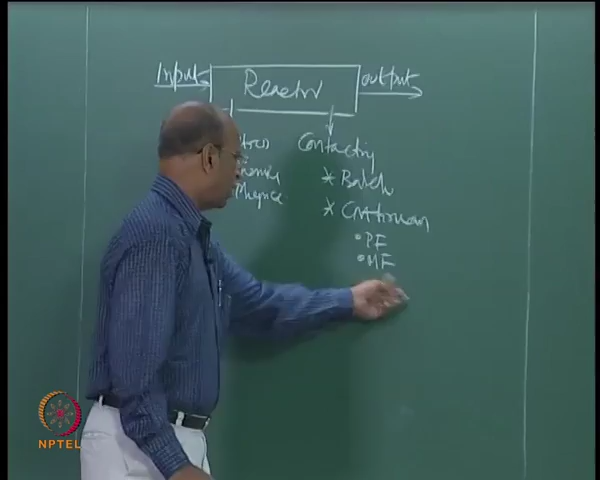 Input Reactor output
Contacting
* Batch
* Continuous
• PF
• MF
NPTEL